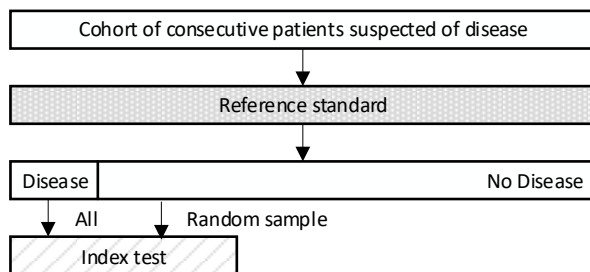 Cohort of consecutive patients suspected of disease
Reference standard
Disease No Disease
All Random sample
Index test